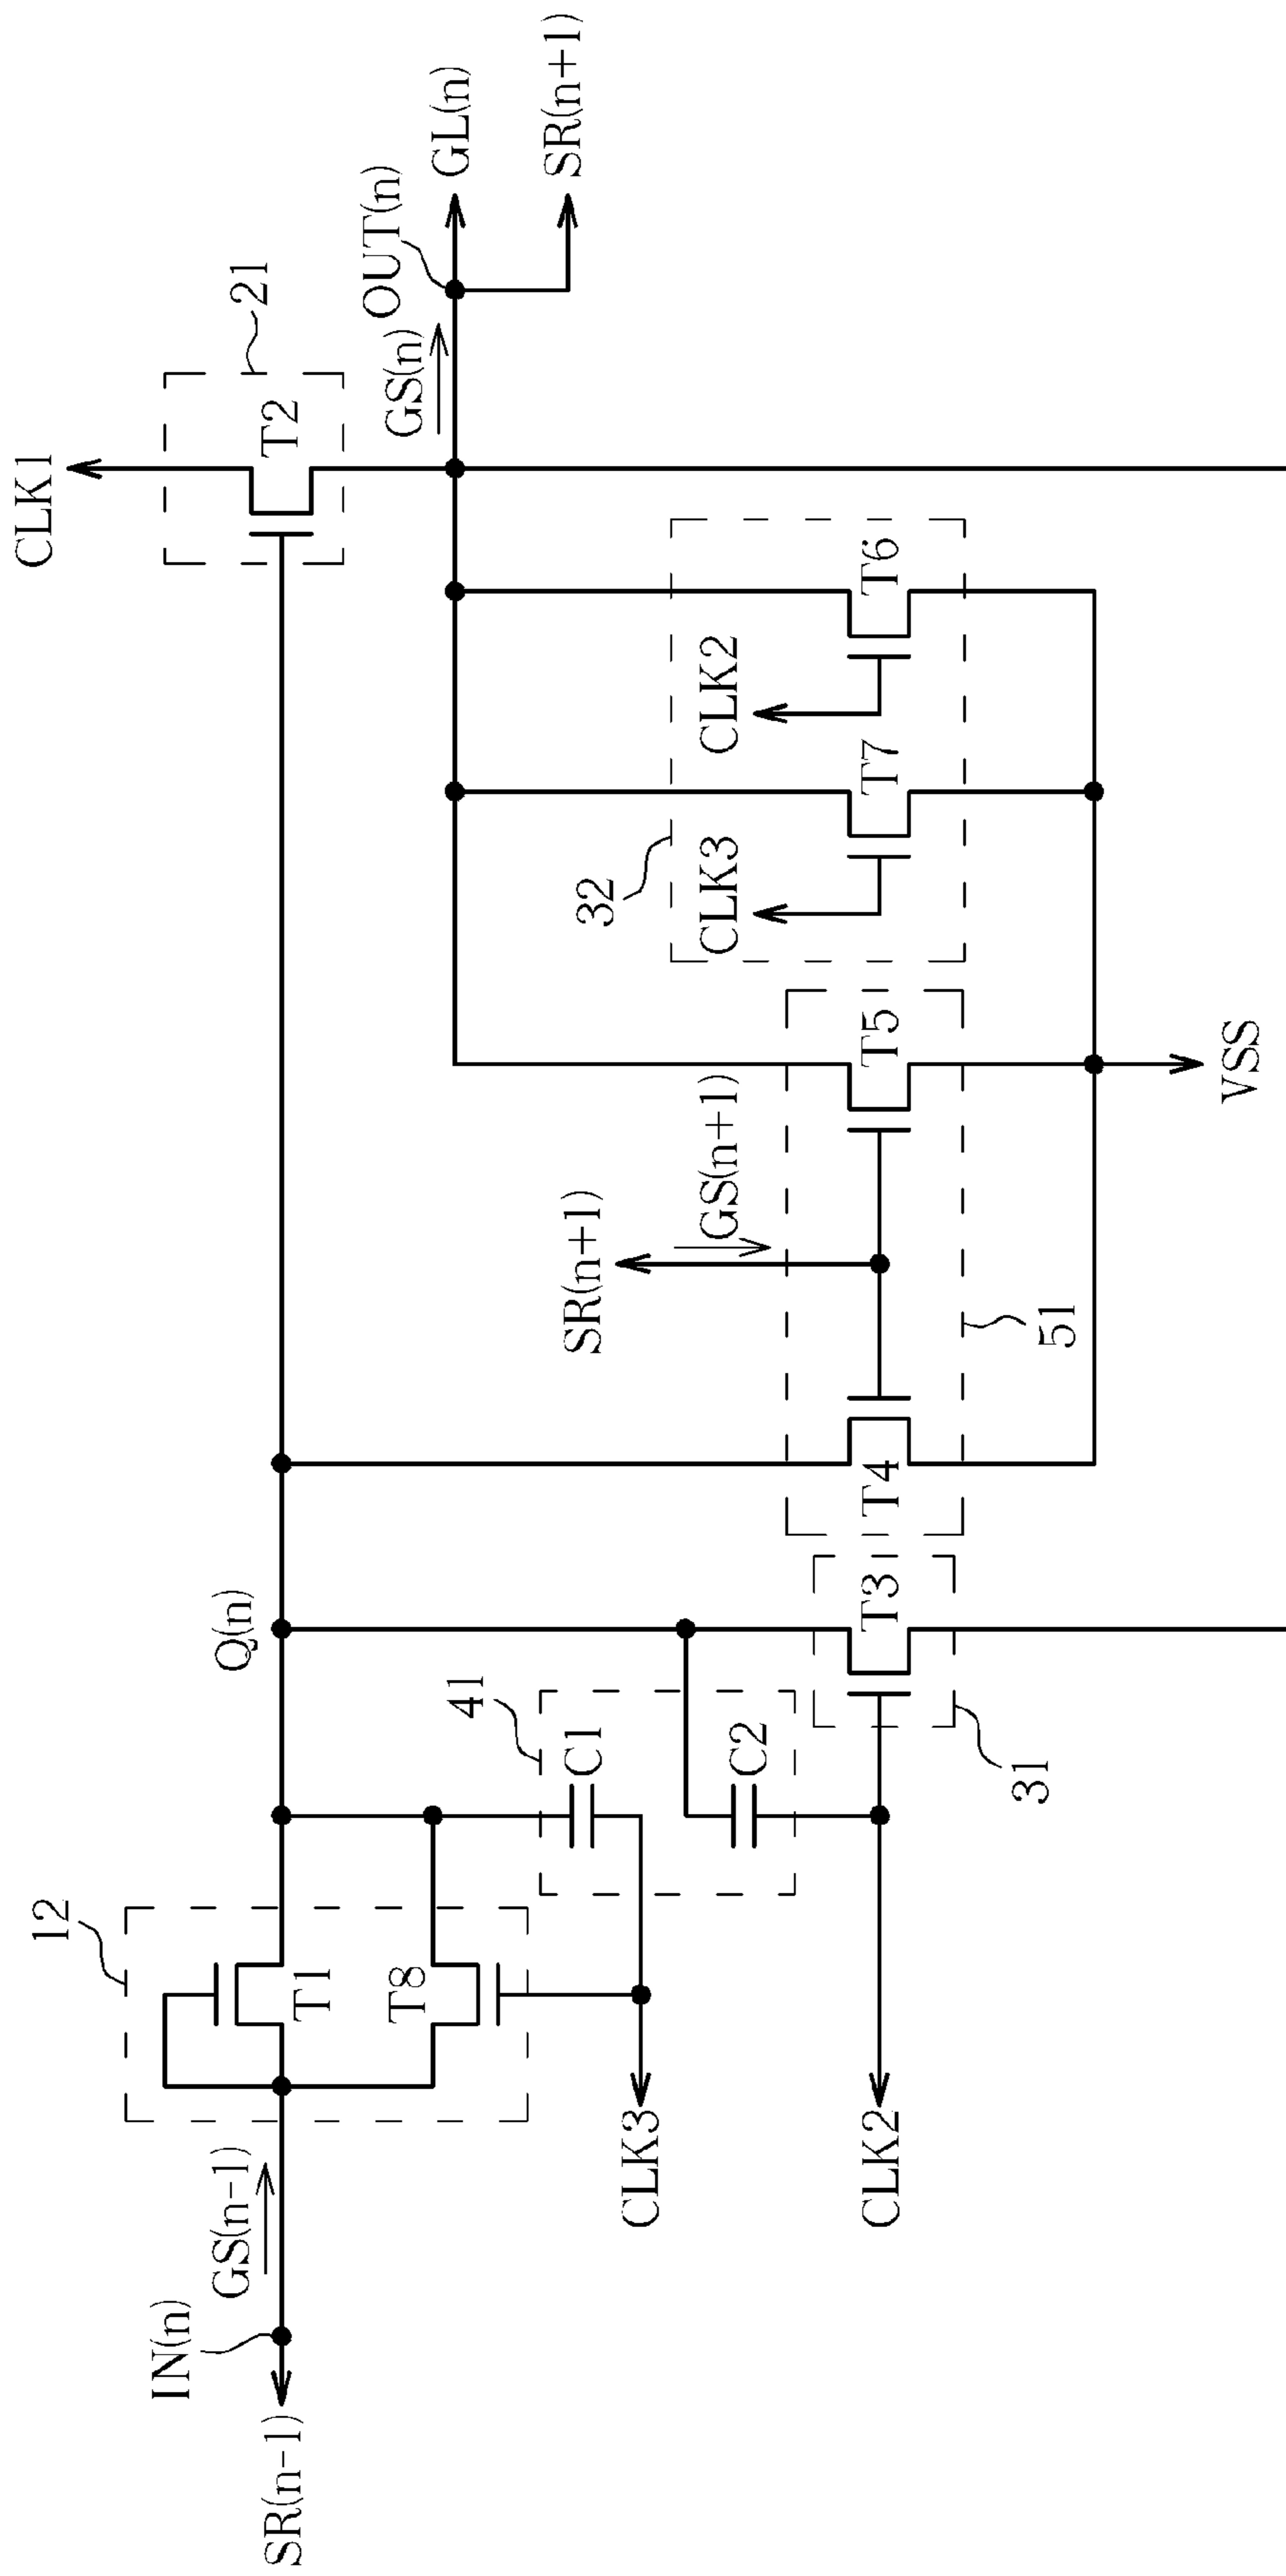 CLK1
21
T2
OUT(n)
GL(n)
SR(n+1)
GS(n)
Q(n)
12
T1
T8
GS(n-1)
IN(n)
SR(n-1)
41
C1
C2
CLK3
CLK2
31
T3
T4
51
SR(n+1)
GS(n+1)
T5
32
CLK3
T7
CLK2
T6
VSS